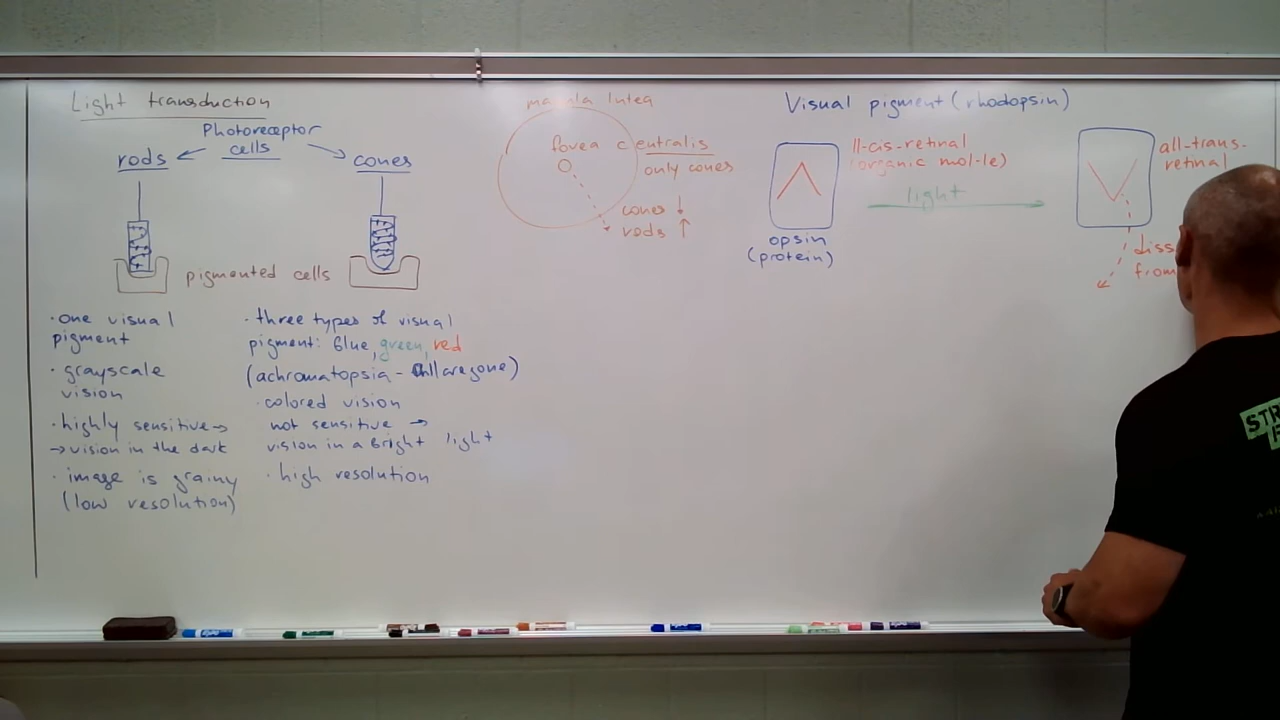 Light transduction
Photoreceptor
cells
rods
cones
pigmented cells
· one visual
pigment
· grayscale
vision
· highly sensitive →
→ vision in the dark
· image is grainy
(low resolution)
· three types of visual
pigment: blue, green, red
(achromatopsia - all are gone)
· colored vision
not sensitive →
vision in a bright light
· high resolution
macula lutea
fovea centralis
only cones
cones ↓
rods ↑
Visual pigment (rhodopsin)
11-cis-retinal
(organic mol-le)
light
opsin
(protein)
all-trans-
retinal
diss
from